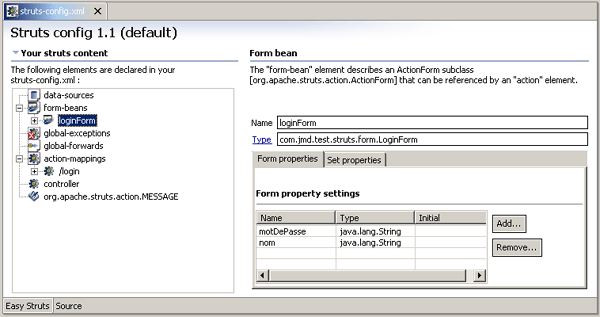 struts-config.xml
Struts config 1.1 (default)
Your struts content
The following elements are declared in your
struts-config.xml :
data-sources
form-beans
loginForm
global-exceptions
global-forwards
action-mappings
/login
controller
org.apache.struts.action.MESSAGE
Form bean
The "form-bean" element describes an ActionForm subclass
[org.apache.struts.action.ActionForm] that can be referenced by an "action" element.
Name loginForm
Type com.jmd.test.struts.form.LoginForm
Form properties Set properties
Form property settings
Name Type Initial
motDePasse java.lang.String
nom java.lang.String
Add...
Remove...
Easy Struts Source